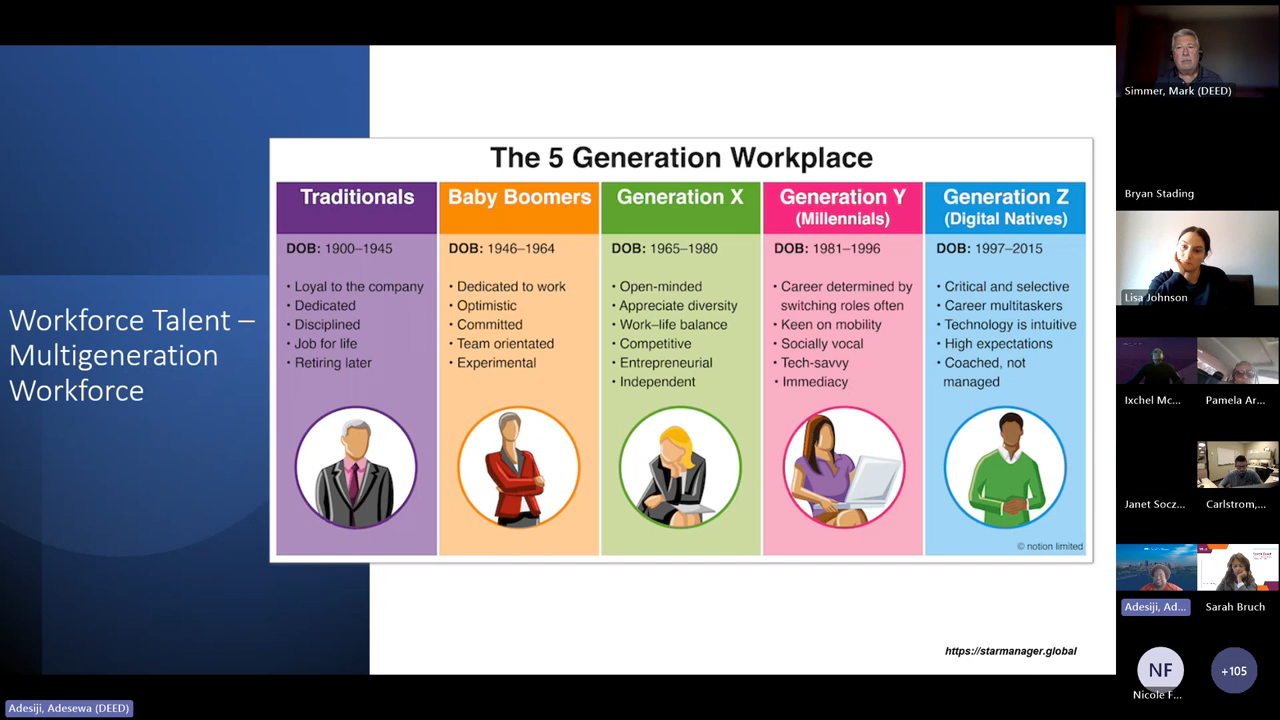 Workforce Talent –
Multigeneration
Workforce
The 5 Generation Workplace
Traditionals
DOB: 1900–1945
• Loyal to the company
• Dedicated
• Disciplined
• Job for life
• Retiring later
Baby Boomers
DOB: 1946–1964
• Dedicated to work
• Optimistic
• Committed
• Team orientated
• Experimental
Generation X
DOB: 1965–1980
• Open-minded
• Appreciate diversity
• Work–life balance
• Competitive
• Entrepreneurial
• Independent
Generation Y
(Millennials)
DOB: 1981–1996
• Career determined by
switching roles often
• Keen on mobility
• Socially vocal
• Tech-savvy
• Immediacy
Generation Z
(Digital Natives)
DOB: 1997–2015
• Critical and selective
• Career multitaskers
• Technology is intuitive
• High expectations
• Coached, not
managed
© notion limited
https://starmanager.global
Adesiji, Adesewa (DEED)
Simmer, Mark (DEED)
Bryan Stading
Lisa Johnson
Ixchel Mc...
Pamela Ar...
Janet Socz...
Carlstrom,...
Adesiji, Ad...
Sarah Bruch
NF
Nicole F...
+105